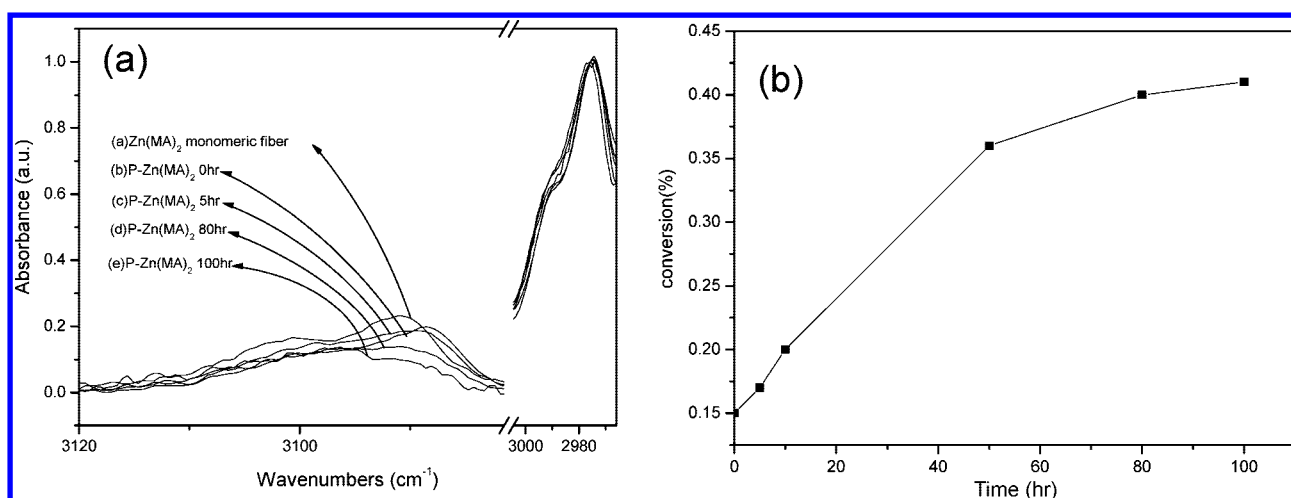 (a)
(a)Zn(MA)₂ monomeric fiber
(b)P-Zn(MA)₂ 0hr
(c)P-Zn(MA)₂ 5hr
(d)P-Zn(MA)₂ 80hr
(e)P-Zn(MA)₂ 100hr
Absorbance (a.u.)
1.0
0.8
0.6
0.4
0.2
0.0
3120
3100
3000
2980
Wavenumbers (cm⁻¹)
(b)
conversion(%)
0.45
0.40
0.35
0.30
0.25
0.20
0.15
0
20
40
60
80
100
Time (hr)